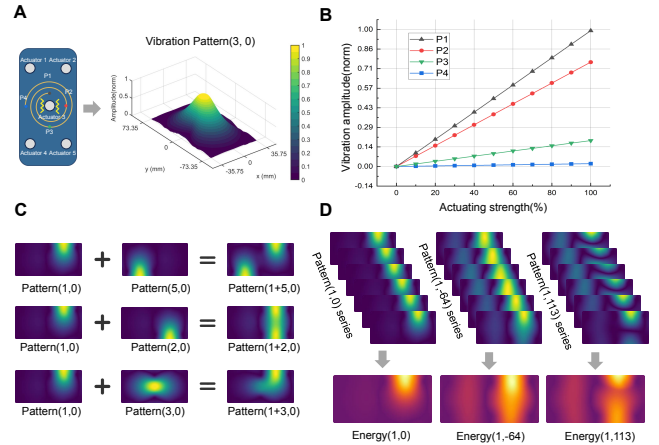 A
Vibration Pattern(3, 0)
Actuator 1
Actuator 2
P1
P2
P4
Actuator 3
P3
Actuator 4
Actuator 5
Amplitude(norm)
1
0.5
0
73.35
0
-73.35
y (mm)
-35.75
0
35.75
x (mm)
1
0.9
0.8
0.7
0.6
0.5
0.4
0.3
0.2
0.1
0
B
Vibration amplitude(norm)
1.00
0.86
0.71
0.57
0.43
0.28
0.14
0.00
-0.14
P1
P2
P3
P4
0
20
40
60
80
100
Actuating strength(%)
C
Pattern(1,0)
+
Pattern(5,0)
=
Pattern(1+5,0)
Pattern(1,0)
+
Pattern(2,0)
=
Pattern(1+2,0)
Pattern(1,0)
+
Pattern(3,0)
=
Pattern(1+3,0)
D
Pattern(1,0) series
Pattern(1,-64) series
Pattern(1,113) series
Energy(1,0)
Energy(1,-64)
Energy(1,113)